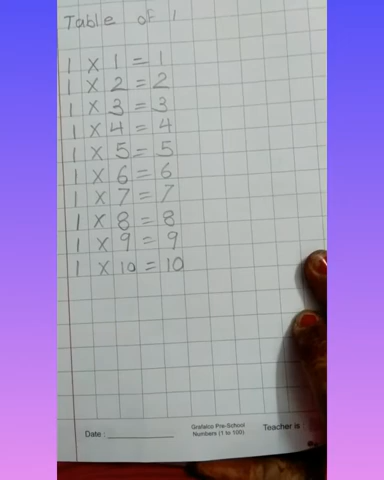 Table of 1
1 × 1 = 1
1 × 2 = 2
1 × 3 = 3
1 × 4 = 4
1 × 5 = 5
1 × 6 = 6
1 × 7 = 7
1 × 8 = 8
1 × 9 = 9
1 × 10 = 10
Date : ____________ Grafalco Pre-School Teacher is
Numbers (1 to 100)